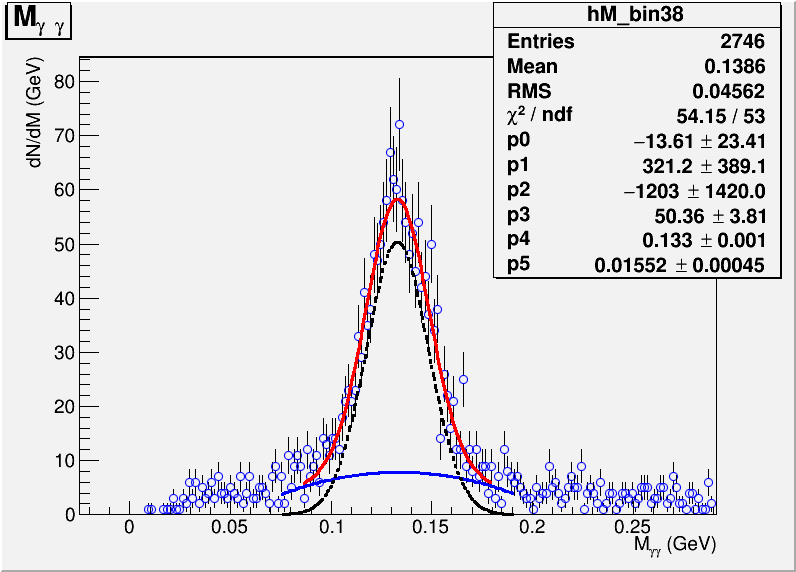 M γ γ
hM_bin38
Entries 2746
Mean 0.1386
RMS 0.04562
χ² / ndf 54.15 / 53
p0 −13.61 ± 23.41
p1 321.2 ± 389.1
p2 −1203 ± 1420.0
p3 50.36 ± 3.81
p4 0.133 ± 0.001
p5 0.01552 ± 0.00045
dN/dM (GeV)
80
70
60
50
40
30
20
10
0
0 0.05 0.1 0.15 0.2 0.25
Mγγ (GeV)